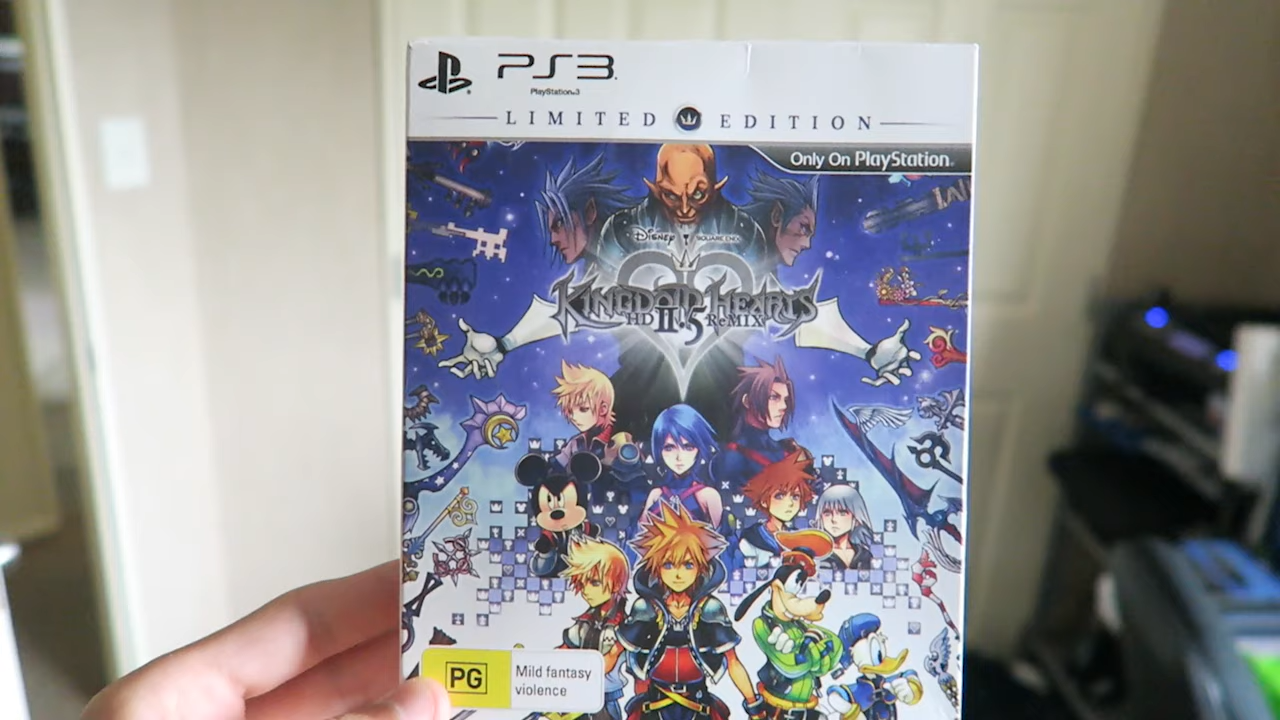 PS3
PlayStation®3
LIMITED EDITION
Only On PlayStation®
Disney SQUARE ENIX
KINGDOM HEARTS
HD II.5 ReMIX
PG
Mild fantasy
violence